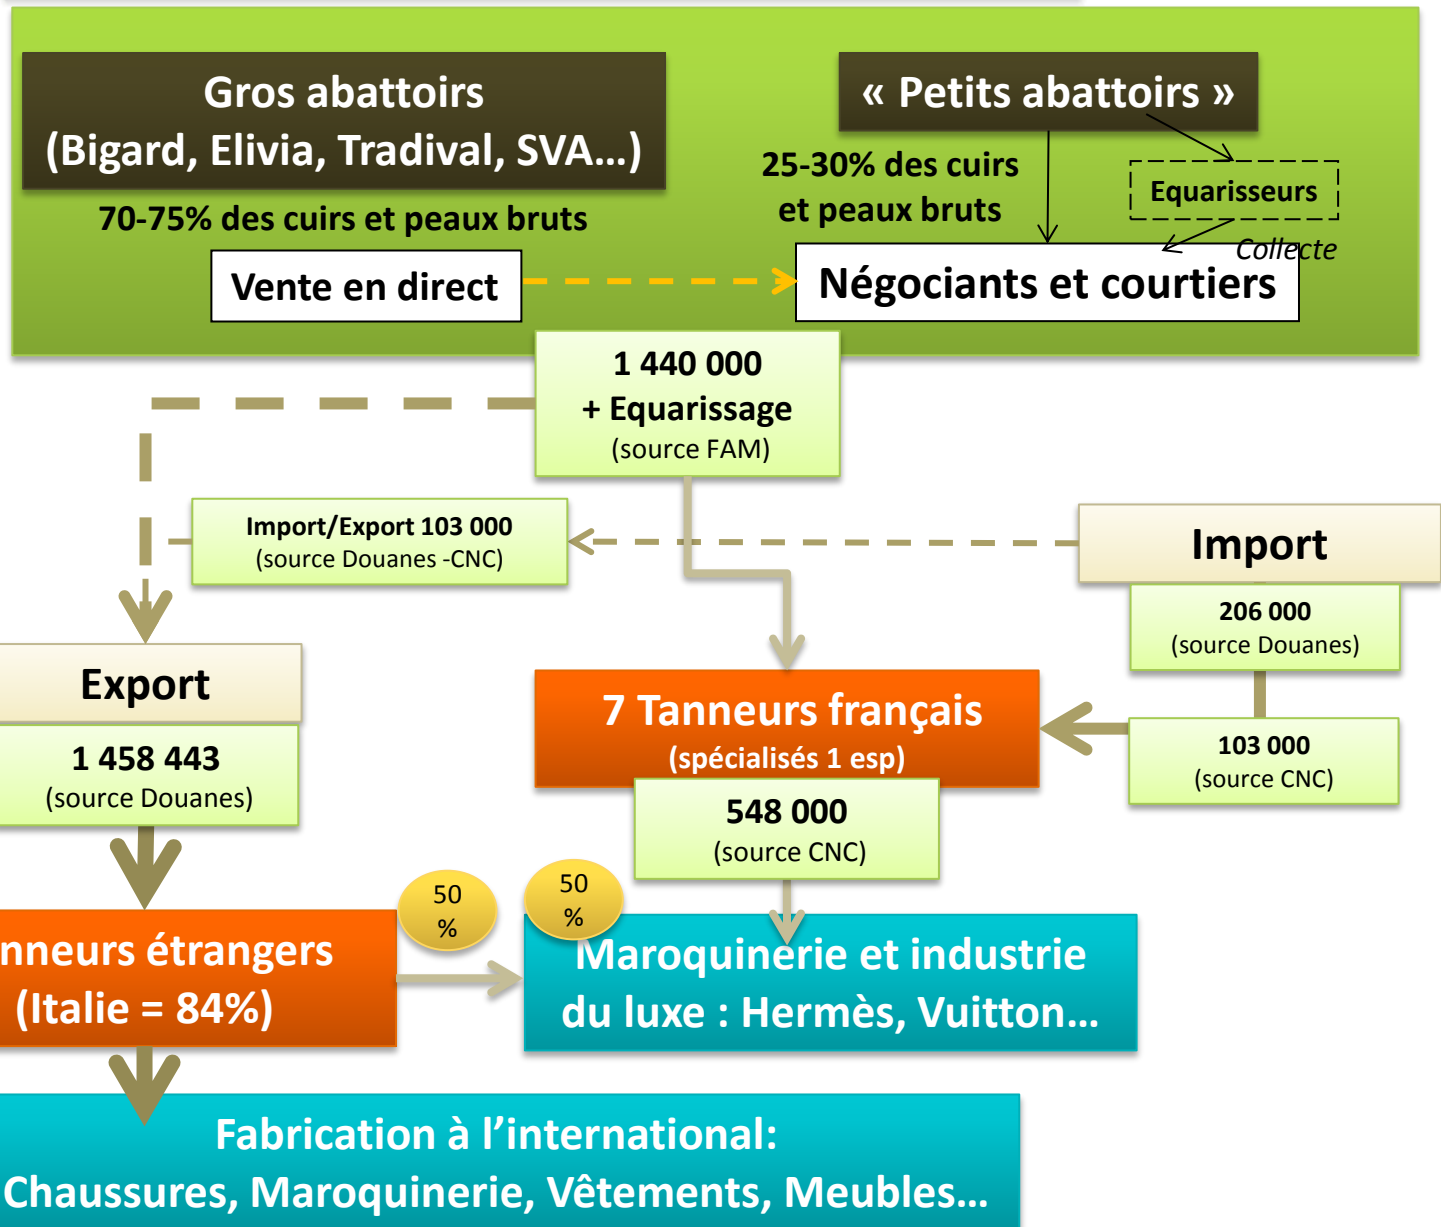 Gros abattoirs
(Bigard, Elivia, Tradival, SVA…)
70-75% des cuirs et peaux bruts
Vente en direct
« Petits abattoirs »
25-30% des cuirs
et peaux bruts
Equarisseurs
Collecte
Négociants et courtiers
1 440 000
+ Equarissage
(source FAM)
Import/Export 103 000
(source Douanes -CNC)
Import
206 000
(source Douanes)
103 000
(source CNC)
Export
1 458 443
(source Douanes)
7 Tanneurs français
(spécialisés 1 esp)
548 000
(source CNC)
50
%
50
%
nneurs étrangers
(Italie = 84%)
Maroquinerie et industrie
du luxe : Hermès, Vuitton…
Fabrication à l’international:
Chaussures, Maroquinerie, Vêtements, Meubles…